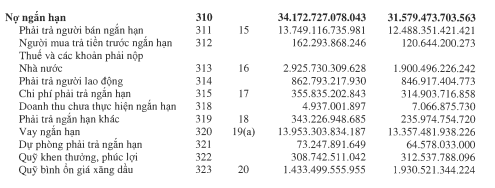 Nợ ngắn hạn 310 34.172.727.078.043 31.579.473.703.563
Phải trả người bán ngắn hạn 311 15 13.749.116.735.981 12.488.351.421.421
Người mua trả tiền trước ngắn hạn 312 162.293.868.246 120.644.200.273
Thuế và các khoản phải nộp
Nhà nước 313 16 2.925.730.309.628 1.900.496.226.242
Phải trả người lao động 314 862.793.217.930 846.917.404.773
Chi phí phải trả ngắn hạn 315 17 355.835.202.843 314.903.716.858
Doanh thu chưa thực hiện ngắn hạn 318 4.937.001.897 7.066.875.730
Phải trả ngắn hạn khác 319 18 343.226.948.685 235.974.754.720
Vay ngắn hạn 320 19(a) 13.953.303.834.187 13.357.481.938.226
Dự phòng phải trả ngắn hạn 321 73.247.891.649 64.578.033.000
Quỹ khen thưởng, phúc lợi 322 308.742.511.042 312.537.788.096
Quỹ bình ổn giá xăng dầu 323 20 1.433.499.555.955 1.930.521.344.224